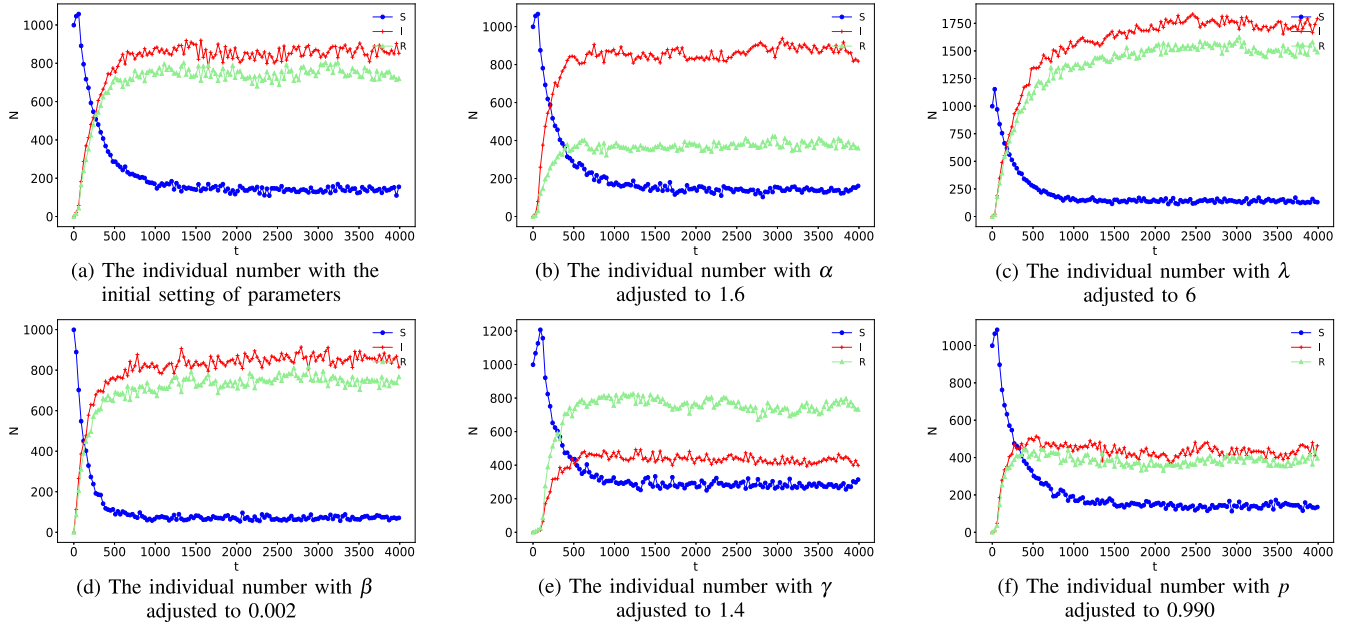 1000
800
600
400
200
0
N
S
I
R
0 500 1000 1500 2000 2500 3000 3500 4000
t
(a) The individual number with the
initial setting of parameters
1000
800
600
400
200
0
N
S
I
R
0 500 1000 1500 2000 2500 3000 3500 4000
t
(b) The individual number with α
adjusted to 1.6
1750
1500
1250
1000
750
500
250
0
N
S
I
R
0 500 1000 1500 2000 2500 3000 3500 4000
t
(c) The individual number with λ
adjusted to 6
1000
800
600
400
200
0
N
S
I
R
0 500 1000 1500 2000 2500 3000 3500 4000
t
(d) The individual number with β
adjusted to 0.002
1200
1000
800
600
400
200
0
N
S
I
R
0 500 1000 1500 2000 2500 3000 3500 4000
t
(e) The individual number with γ
adjusted to 1.4
1000
800
600
400
200
0
N
S
I
R
0 500 1000 1500 2000 2500 3000 3500 4000
t
(f) The individual number with p
adjusted to 0.990